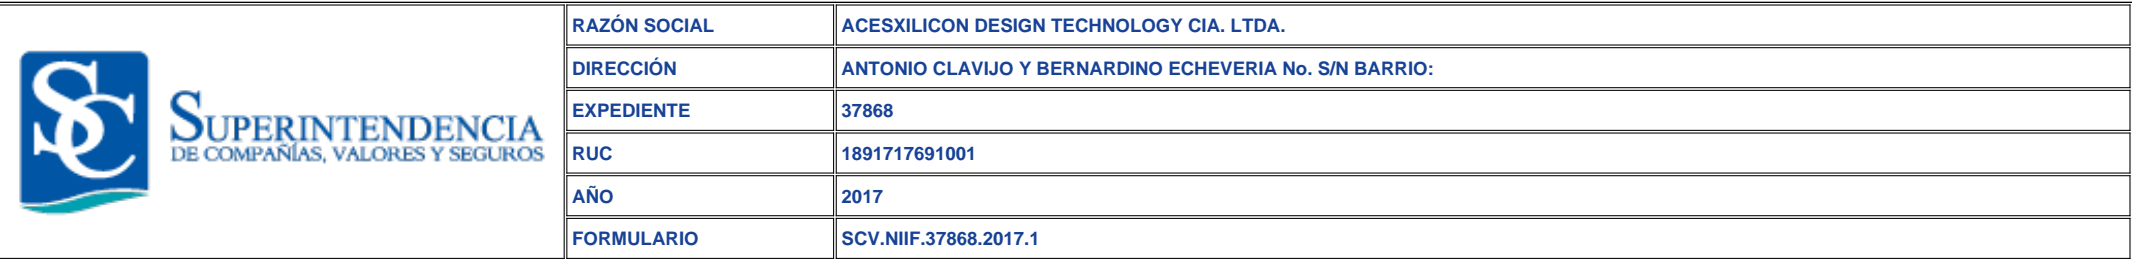 SC
SUPERINTENDENCIA
DE COMPAÑÍAS, VALORES Y SEGUROS
RAZÓN SOCIAL ACESXILICON DESIGN TECHNOLOGY CIA. LTDA.
DIRECCIÓN ANTONIO CLAVIJO Y BERNARDINO ECHEVERIA No. S/N BARRIO:
EXPEDIENTE 37868
RUC 1891717691001
AÑO 2017
FORMULARIO SCV.NIIF.37868.2017.1